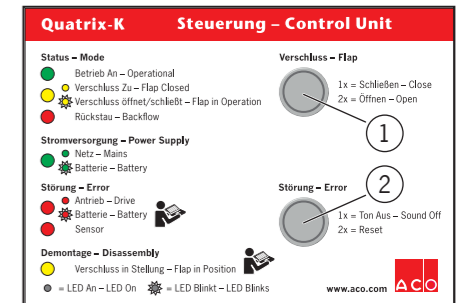 Quatrix-K Steuerung – Control Unit
Status – Mode
Betrieb An – Operational
Verschluss Zu – Flap Closed
Verschluss öffnet/schließt – Flap in Operation
Rückstau – Backflow
Stromversorgung – Power Supply
Netz – Mains
Batterie – Battery
Störung – Error
Antrieb – Drive
Batterie – Battery
Sensor
Demontage – Disassembly
Verschluss in Stellung – Flap in Position
= LED An – LED On = LED Blinkt – LED Blinks
Verschluss – Flap
1x = Schließen – Close
2x = Öffnen – Open
1
2
Störung – Error
1x = Ton Aus – Sound Off
2x = Reset
www.aco.com ACO